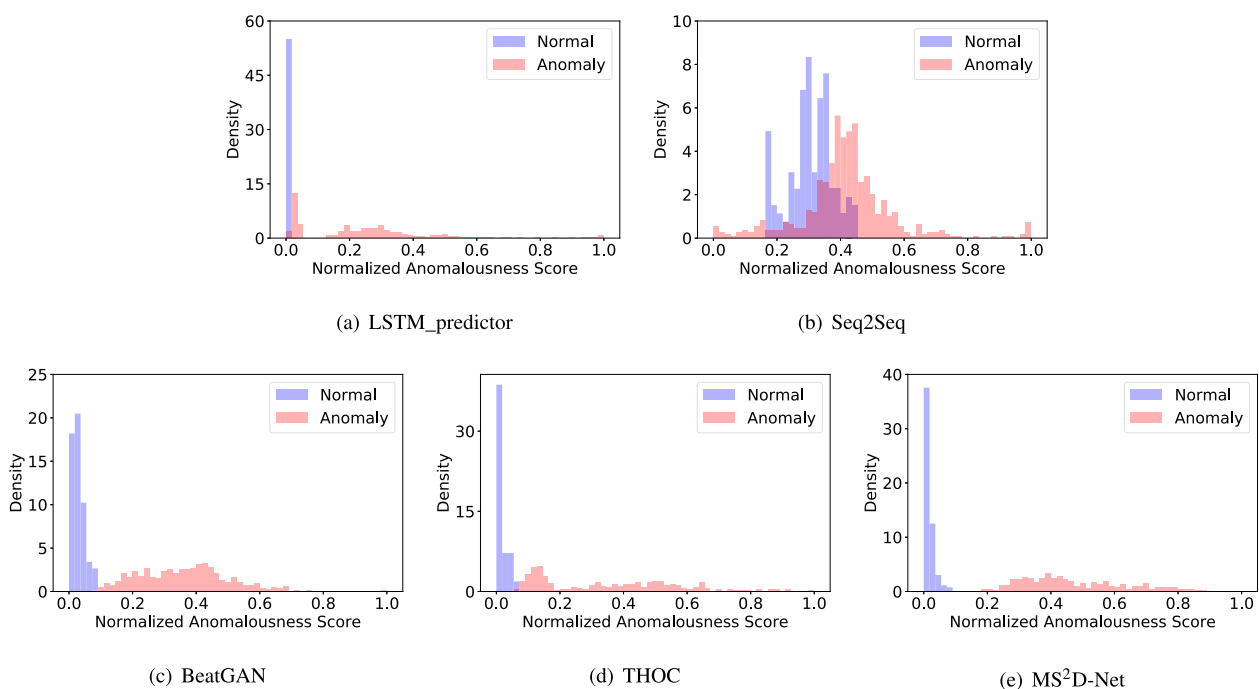 60
45
30
15
0
Density
Normal
Anomaly
0.0 0.2 0.4 0.6 0.8 1.0
Normalized Anomalousness Score
(a) LSTM_predictor
10
8
6
4
2
0
Density
Normal
Anomaly
0.0 0.2 0.4 0.6 0.8 1.0
Normalized Anomalousness Score
(b) Seq2Seq
25
20
15
10
5
0
Density
Normal
Anomaly
0.0 0.2 0.4 0.6 0.8 1.0
Normalized Anomalousness Score
(c) BeatGAN
30
15
0
Density
Normal
Anomaly
0.0 0.2 0.4 0.6 0.8 1.0
Normalized Anomalousness Score
(d) THOC
40
30
20
10
0
Density
Normal
Anomaly
0.0 0.2 0.4 0.6 0.8 1.0
Normalized Anomalousness Score
(e) MS²D-Net